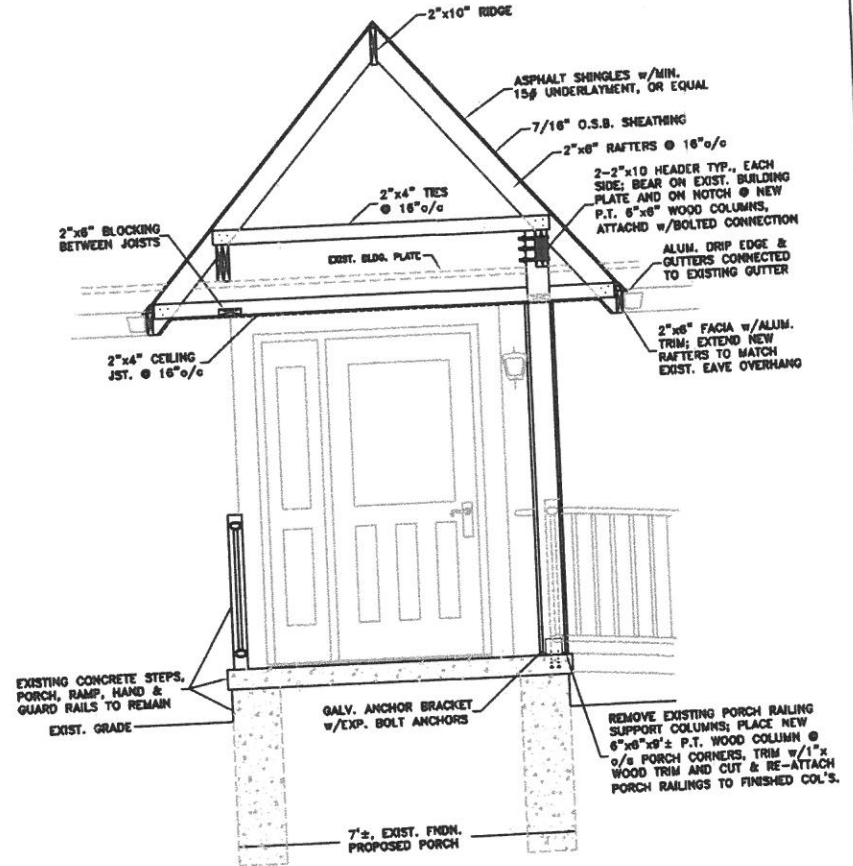 2"x10" RIDGE
ASPHALT SHINGLES w/MIN.
15# UNDERLAYMENT, OR EQUAL
7/16" O.S.B. SHEATHING
2"x6" RAFTERS @ 16"o/c
2-2"x10 HEADER TYP., EACH
SIDE; BEAR ON EXIST. BUILDING
PLATE AND ON NOTCH @ NEW
P.T. 6"x6" WOOD COLUMNS,
ATTACHD w/BOLTED CONNECTION
2"x4" TIES
@ 16"o/c
2"x6" BLOCKING
BETWEEN JOISTS
EXIST. BLDG. PLATE
ALUM. DRIP EDGE &
GUTTERS CONNECTED
TO EXISTING GUTTER
2"x4" CEILING
JST. @ 16"o/c
2"x6" FACIA w/ALUM.
TRIM; EXTEND NEW
RAFTERS TO MATCH
EXIST. EAVE OVERHANG
EXISTING CONCRETE STEPS,
PORCH, RAMP, HAND &
GUARD RAILS TO REMAIN
EXIST. GRADE
GALV. ANCHOR BRACKET
w/EXP. BOLT ANCHORS
REMOVE EXISTING PORCH RAILING
SUPPORT COLUMNS; PLACE NEW
6"x6"x9'± P.T. WOOD COLUMN @
o/s PORCH CORNERS, TRIM w/1"x
WOOD TRIM AND CUT & RE-ATTACH
PORCH RAILINGS TO FINISHED COL'S.
7'±, EXIST. FNDN.
PROPOSED PORCH